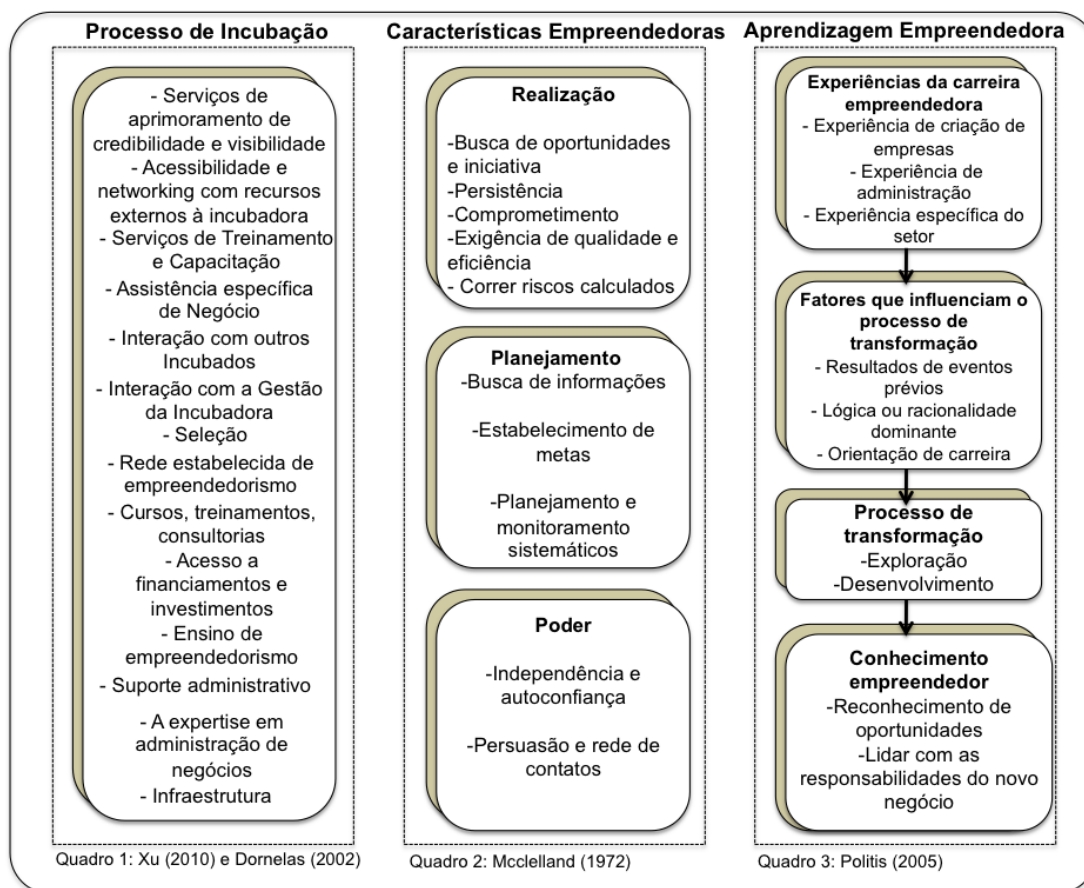 Processo de Incubação
- Serviços de
aprimoramento de
credibilidade e visibilidade
- Acessibilidade e
networking com recursos
externos à incubadora
- Serviços de Treinamento
e Capacitação
- Assistência específica
de Negócio
- Interação com outros
Incubados
- Interação com a Gestão
da Incubadora
- Seleção
- Rede estabelecida de
empreendedorismo
- Cursos, treinamentos,
consultorias
- Acesso a
financiamentos e
investimentos
- Ensino de
empreendedorismo
- Suporte administrativo
- A expertise em
administração de
negócios
- Infraestrutura
Quadro 1: Xu (2010) e Dornelas (2002)
Características Empreendedoras
Realização
-Busca de oportunidades
e iniciativa
-Persistência
-Comprometimento
-Exigência de qualidade e
eficiência
- Correr riscos calculados
Planejamento
-Busca de informações
-Estabelecimento de
metas
-Planejamento e
monitoramento
sistemáticos
Poder
-Independência e
autoconfiança
-Persuasão e rede de
contatos
Quadro 2: Mcclelland (1972)
Aprendizagem Empreendedora
Experiências da carreira
empreendedora
- Experiência de criação de
empresas
- Experiência de
administração
- Experiência específica do
setor
Fatores que influenciam o
processo de
transformação
- Resultados de eventos
prévios
- Lógica ou racionalidade
dominante
- Orientação de carreira
Processo de
transformação
-Exploração
-Desenvolvimento
Conhecimento
empreendedor
-Reconhecimento de
oportunidades
-Lidar com as
responsabilidades do novo
negócio
Quadro 3: Politis (2005)